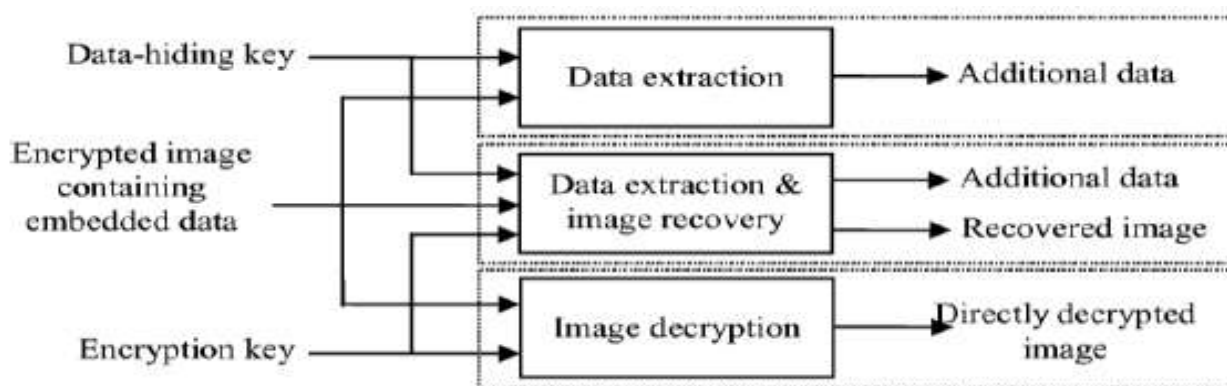 Data-hiding key
Data extraction
Additional data
Encrypted image
containing
embedded data
Data extraction &
image recovery
Additional data
Recovered image
Encryption key
Image decryption
Directly decrypted
image